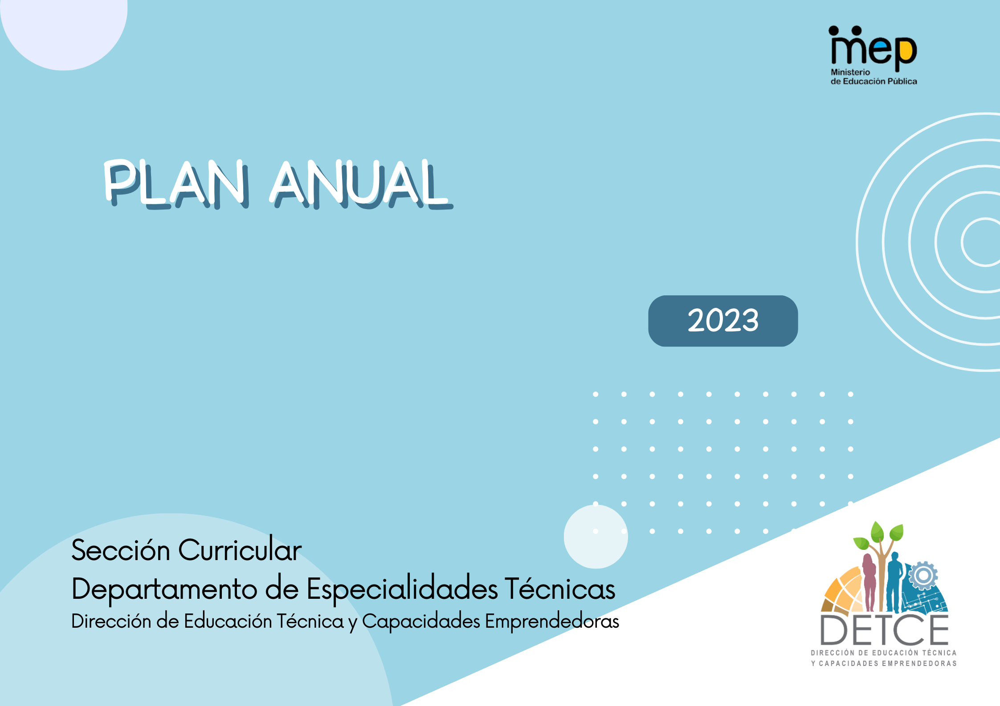 mep
Ministerio
de Educación Pública
PLAN ANUAL
2023
Sección Curricular
Departamento de Especialidades Técnicas
Dirección de Educación Técnica y Capacidades Emprendedoras
DETCE
DIRECCIÓN DE EDUCACIÓN TÉCNICA
Y CAPACIDADES EMPRENDEDORAS